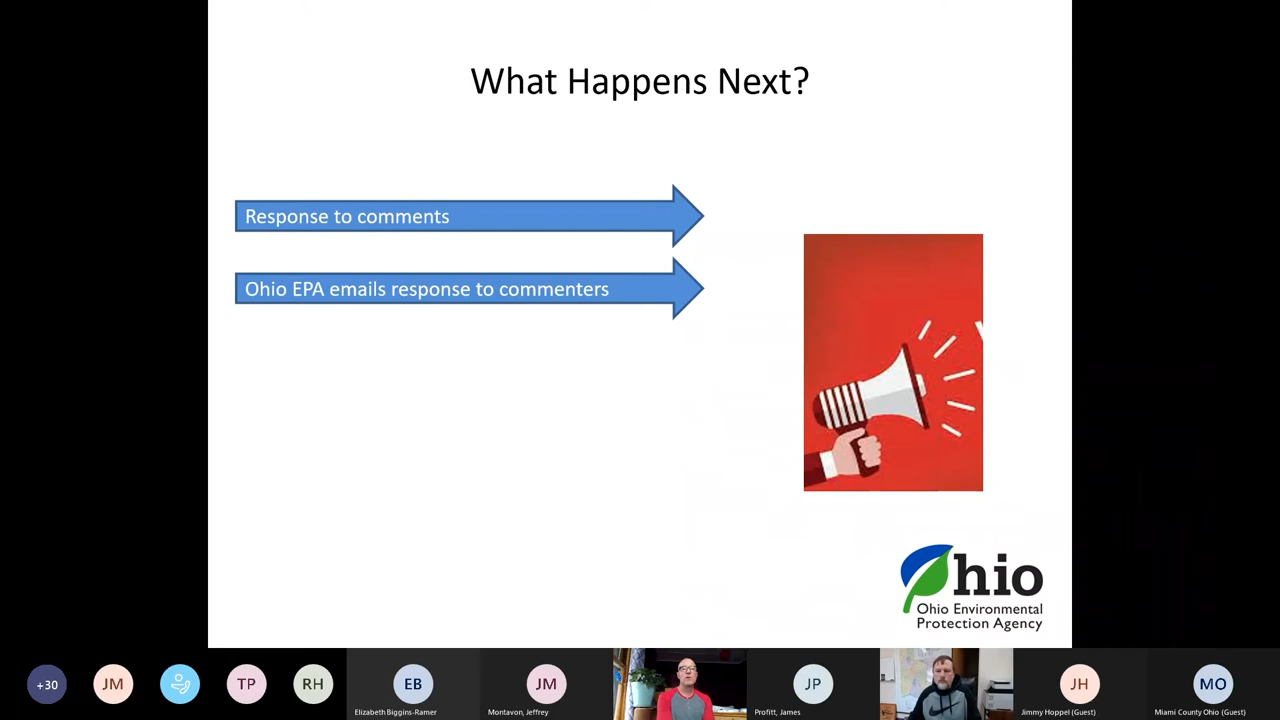 What Happens Next?
Response to comments
Ohio EPA emails response to commenters
Ohio
Ohio Environmental
Protection Agency
+30
JM
TP
RH
EB
JM
JP
JH
MO
Elizabeth Biggins-Ramer
Montavon, Jeffrey
Profitt, James
Jimmy Hoppel (Guest)
Miami County Ohio (Guest)